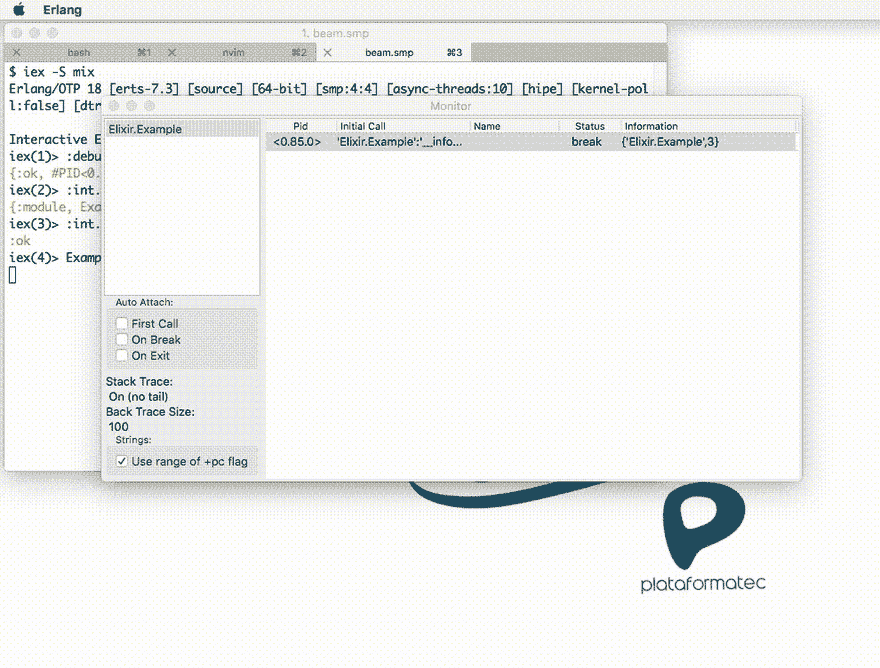 Erlang
1. beam.smp
bash ⌘1 nvim ⌘2 beam.smp ⌘3
$ iex -S mix
Erlang/OTP 18 [erts-7.3] [source] [64-bit] [smp:4:4] [async-threads:10] [hipe] [kernel-pol
l:false] [dtr
Interactive E
iex(1)> :debu
{:ok, #PID<0.
iex(2)> :int.
{:module, Exa
iex(3)> :int.
:ok
iex(4)> Examp
Monitor
Elixir.Example
Pid Initial Call Name Status Information
<0.85.0> 'Elixir.Example':'__info... break {'Elixir.Example',3}
Auto Attach:
First Call
On Break
On Exit
Stack Trace:
On (no tail)
Back Trace Size:
100
Strings:
Use range of +pc flag
plataformatec